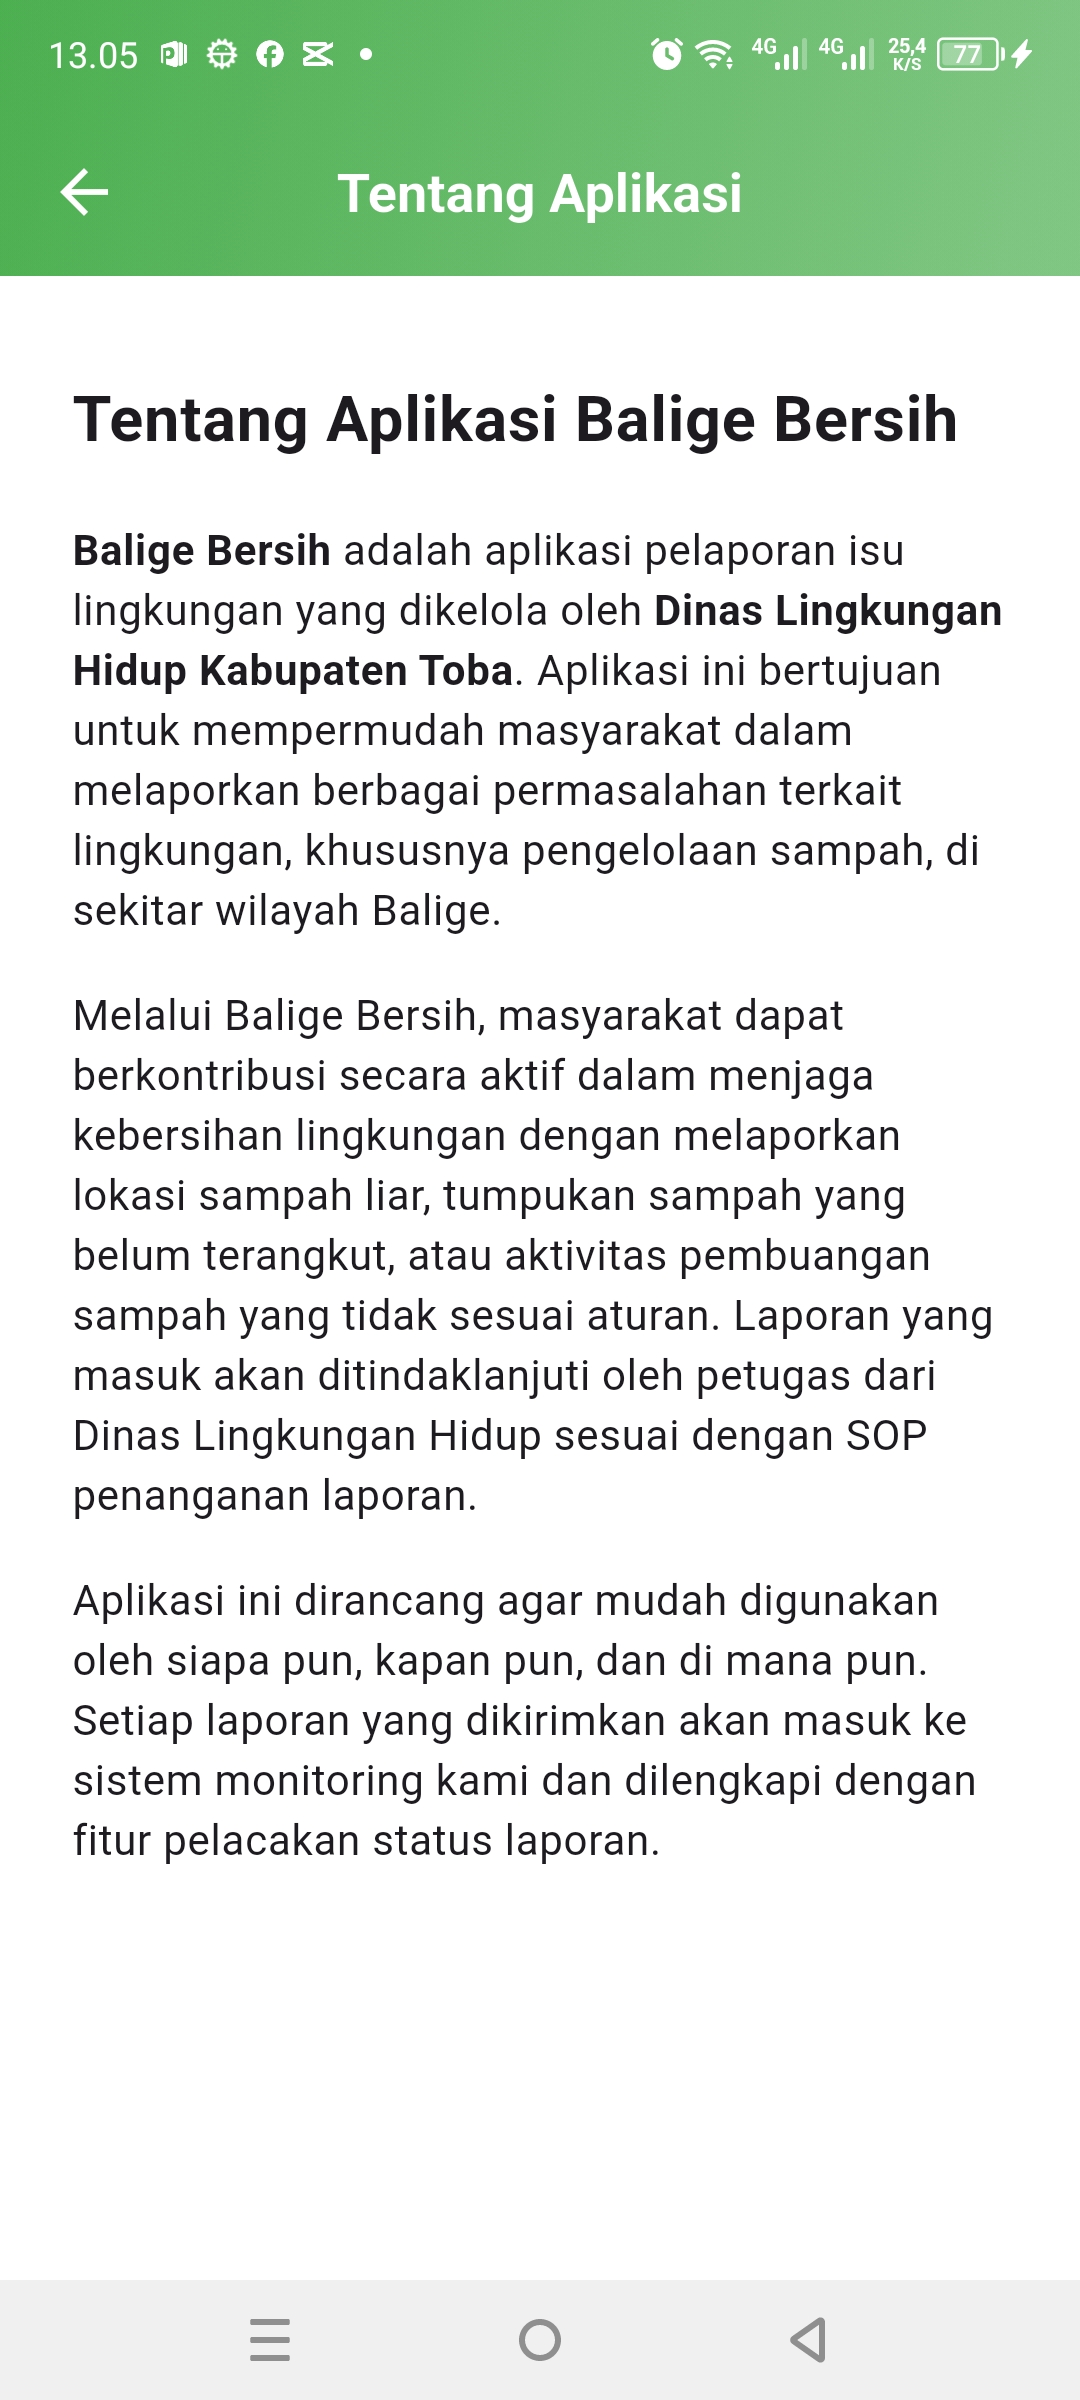 13.05
4G 4G 25,4 K/S 77
Tentang Aplikasi
Tentang Aplikasi Balige Bersih
Balige Bersih adalah aplikasi pelaporan isu
lingkungan yang dikelola oleh Dinas Lingkungan
Hidup Kabupaten Toba. Aplikasi ini bertujuan
untuk mempermudah masyarakat dalam
melaporkan berbagai permasalahan terkait
lingkungan, khususnya pengelolaan sampah, di
sekitar wilayah Balige.
Melalui Balige Bersih, masyarakat dapat
berkontribusi secara aktif dalam menjaga
kebersihan lingkungan dengan melaporkan
lokasi sampah liar, tumpukan sampah yang
belum terangkut, atau aktivitas pembuangan
sampah yang tidak sesuai aturan. Laporan yang
masuk akan ditindaklanjuti oleh petugas dari
Dinas Lingkungan Hidup sesuai dengan SOP
penanganan laporan.
Aplikasi ini dirancang agar mudah digunakan
oleh siapa pun, kapan pun, dan di mana pun.
Setiap laporan yang dikirimkan akan masuk ke
sistem monitoring kami dan dilengkapi dengan
fitur pelacakan status laporan.